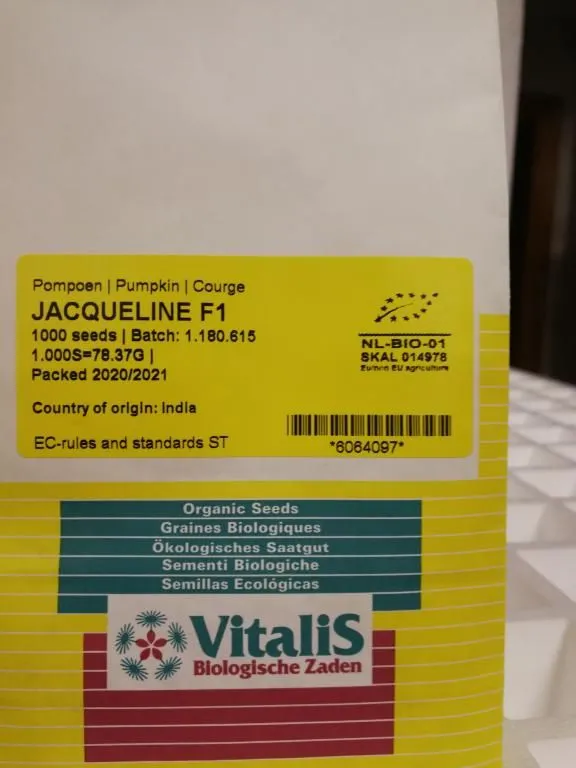 Pompoen | Pumpkin | Courge
JACQUELINE F1
1000 seeds | Batch: 1.180.615
1.000S=78.37G |
Packed 2020/2021
Country of origin: India
EC-rules and standards ST
NL-BIO-01
SKAL 014978
EU agriculture
*6064097*
Organic Seeds
Graines Biologiques
Ökologisches Saatgut
Sementi Biologiche
Semillas Ecológicas
VitaliS
Biologische Zaden